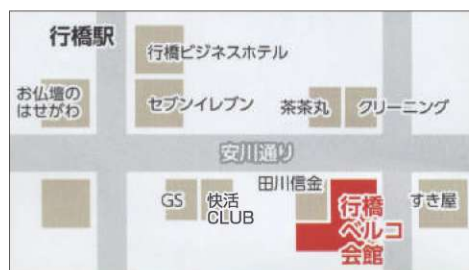 行橋駅
行橋ビジネスホテル
お仏壇の
はせがわ
セブンイレブン
茶茶丸
クリーニング
安川通り
GS
快活
CLUB
田川信金
行橋
ベルコ
会館
すき屋